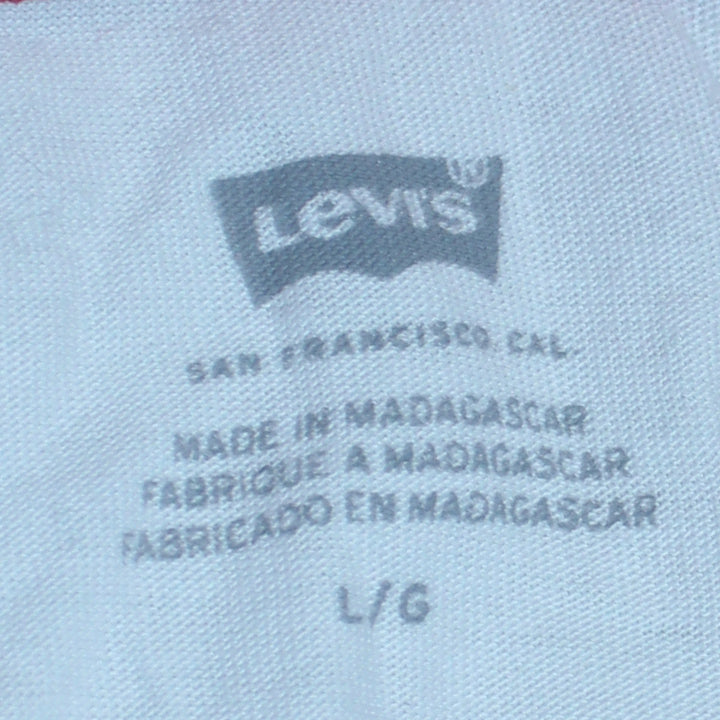 Levi's
SAN FRANCISCO, CAL.
MADE IN MADAGASCAR
FABRIQUE A MADAGASCAR
FABRICADO EN MADAGASCAR
L/G